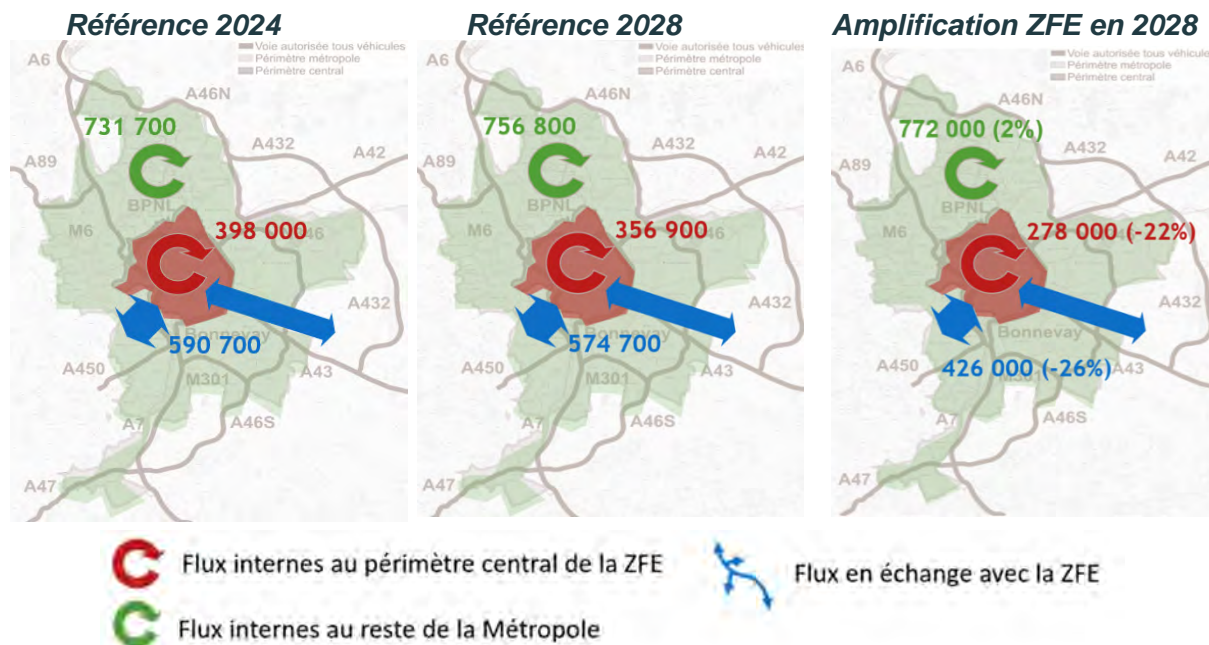 Référence 2024
Voie autorisée tous véhicules
Périmètre métropole
Périmètre central
A6
A46N
731 700
A432
A89
A42
BPNL
M6
398 000
46
A432
Bonnevay
590 700
A450
A43
M301
A7
A46S
A47
Référence 2028
Voie autorisée tous véhicules
Périmètre métropole
Périmètre central
A6
A46N
756 800
A432
A89
A42
BPNL
M6
356 900
46
A432
Bonnevay
574 700
A450
A43
M301
A7
A46S
A47
Amplification ZFE en 2028
Voie autorisée tous véhicules
Périmètre métropole
Périmètre central
A6
A46N
772 000 (2%)
A432
A89
A42
BPNL
M6
278 000 (-22%)
A432
Bonnevay
426 000 (-26%)
A450
A43
M301
A7
A46S
A47
Flux internes au périmètre central de la ZFE
Flux en échange avec la ZFE
Flux internes au reste de la Métropole